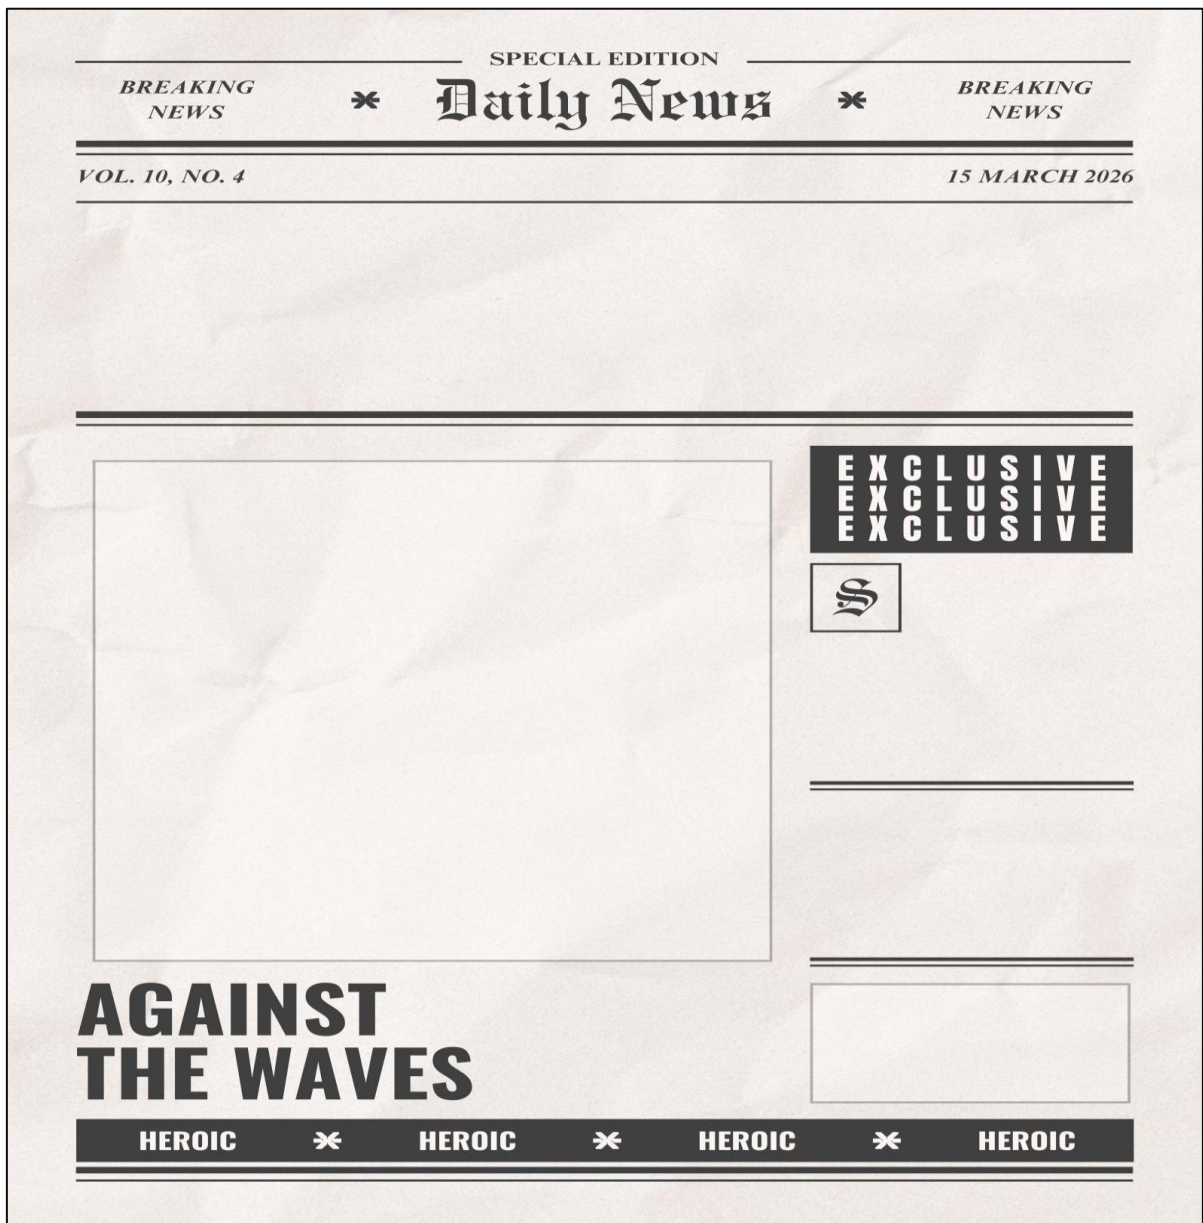 SPECIAL EDITION
BREAKING
NEWS
Daily News
BREAKING
NEWS
VOL. 10, NO. 4
15 MARCH 2026
EXCLUSIVE
EXCLUSIVE
EXCLUSIVE
S
AGAINST
THE WAVES
HEROIC HEROIC HEROIC HEROIC